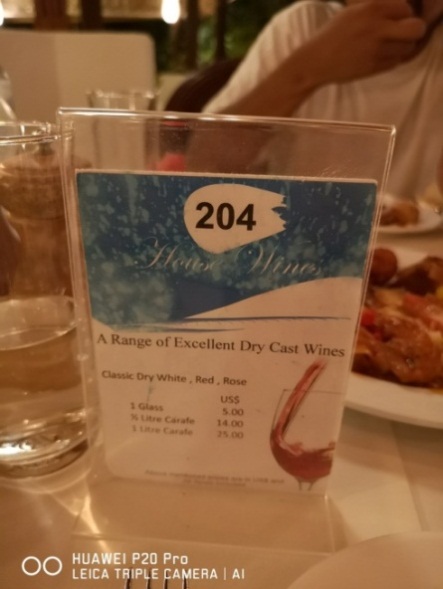 204
House Wines
A Range of Excellent Dry Cast Wines
Classic Dry White , Red , Rose
US$
1 Glass 5.00
½ Litre Carafe 14.00
1 Litre Carafe 25.00
HUAWEI P20 Pro
LEICA TRIPLE CAMERA | AI